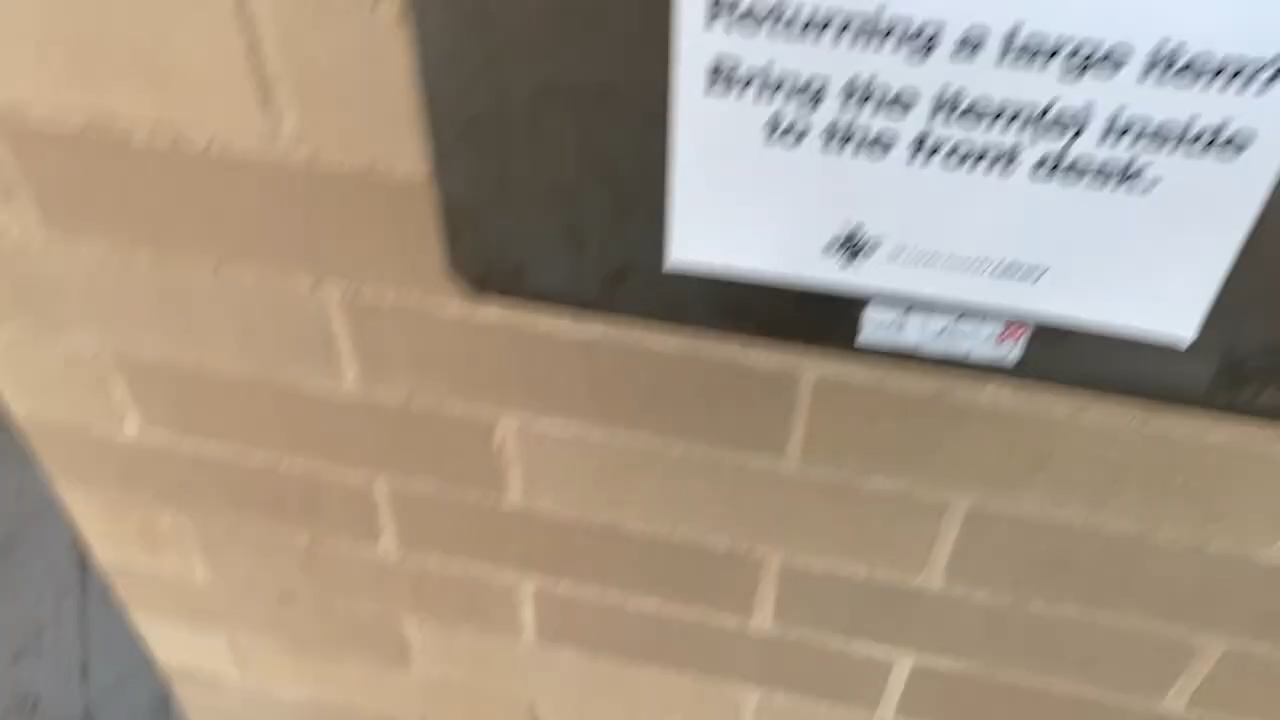 Returning a large item?
Bring the item(s) inside
to the front desk.